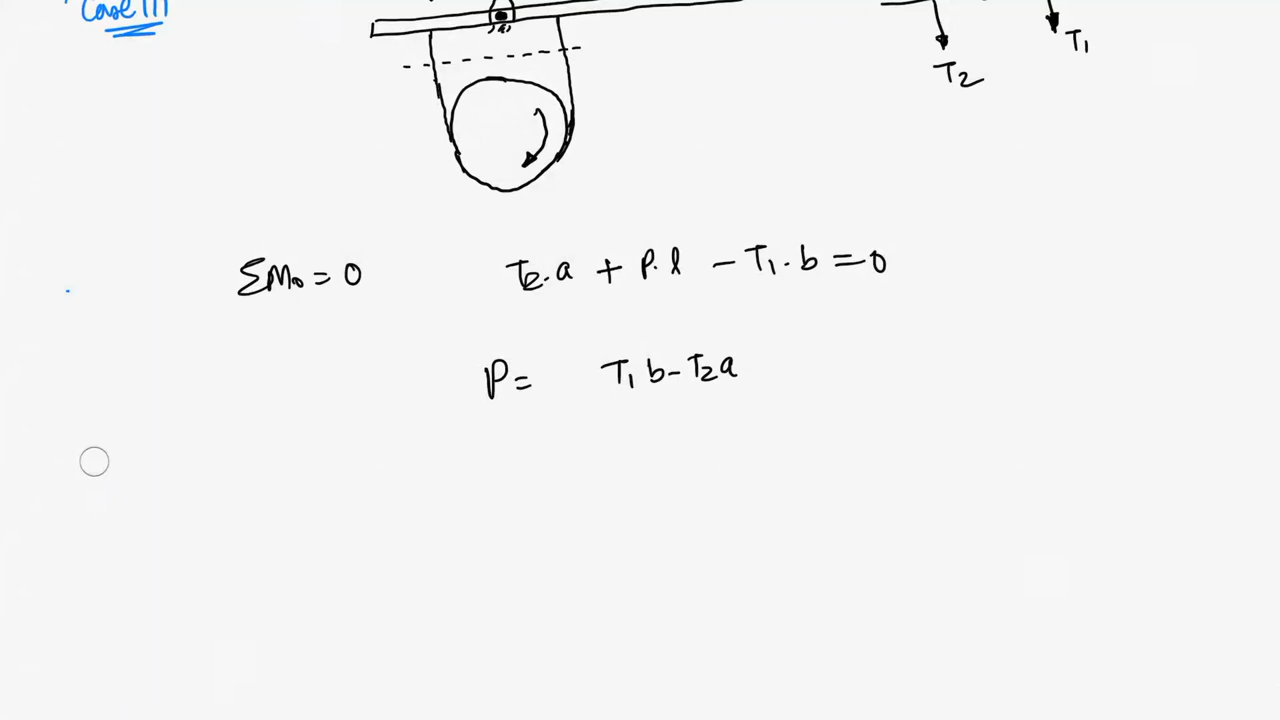 Case III
T₁
T₂
ΣM₀ = 0 T₂.a + P.l - T₁.b = 0
P = T₁ b - T₂ a